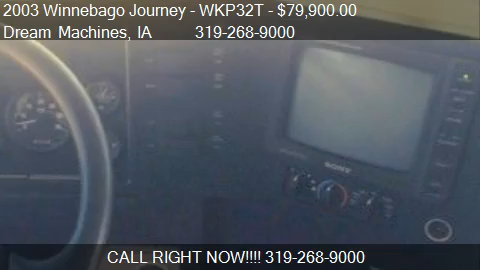 2003 Winnebago Journey - WKP32T - $79,900.00
Dream Machines, IA 319-268-9000
SONY
CALL RIGHT NOW!!!! 319-268-9000